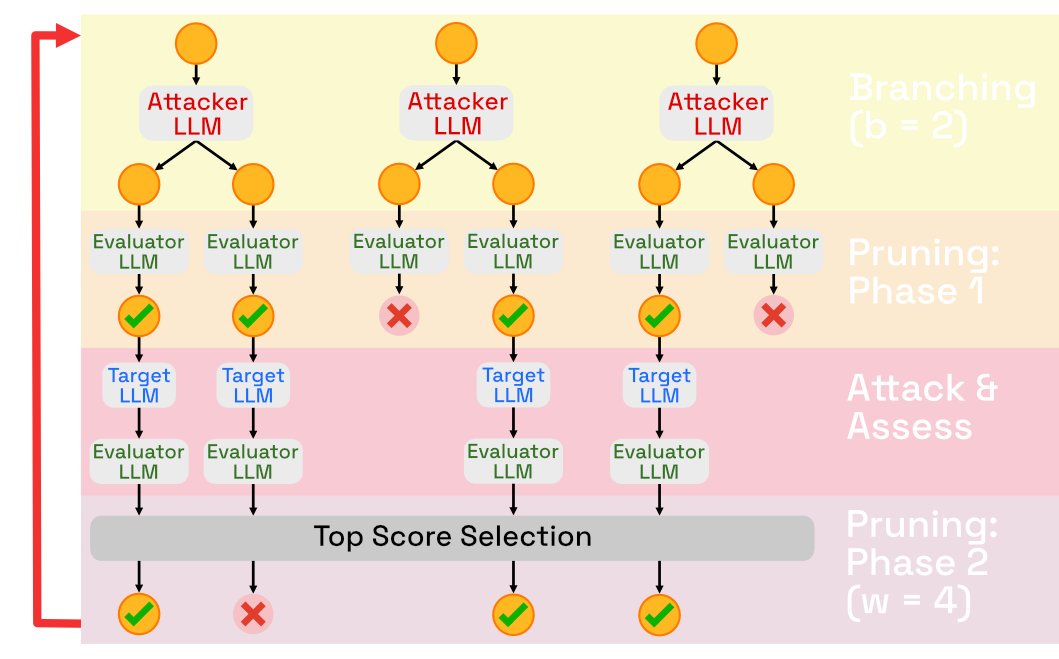 Attacker
LLM
Attacker
LLM
Attacker
LLM
Branching
(b = 2)
Evaluator
LLM
Evaluator
LLM
Evaluator
LLM
Evaluator
LLM
Evaluator
LLM
Evaluator
LLM
Pruning:
Phase 1
Target
LLM
Target
LLM
Target
LLM
Target
LLM
Attack &
Assess
Evaluator
LLM
Evaluator
LLM
Evaluator
LLM
Evaluator
LLM
Top Score Selection
Pruning:
Phase 2
(w = 4)